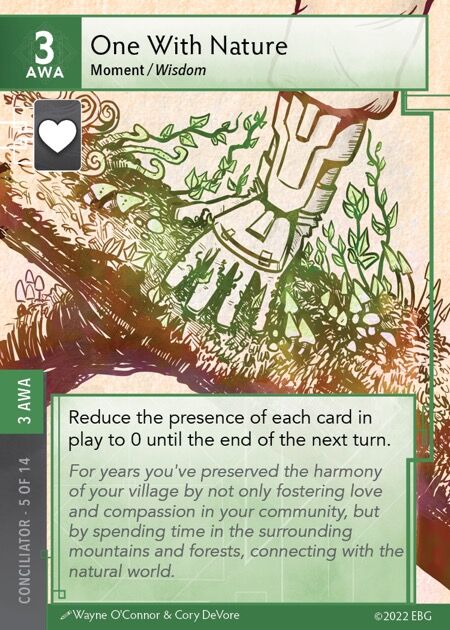 3
AWA
One With Nature
Moment / Wisdom
3 AWA
CONCILIATOR - 5 OF 14
Reduce the presence of each card in
play to 0 until the end of the next turn.
For years you've preserved the harmony
of your village by not only fostering love
and compassion in your community, but
by spending time in the surrounding
mountains and forests, connecting with the
natural world.
Wayne O'Connor & Cory DeVore
©2022 EBG